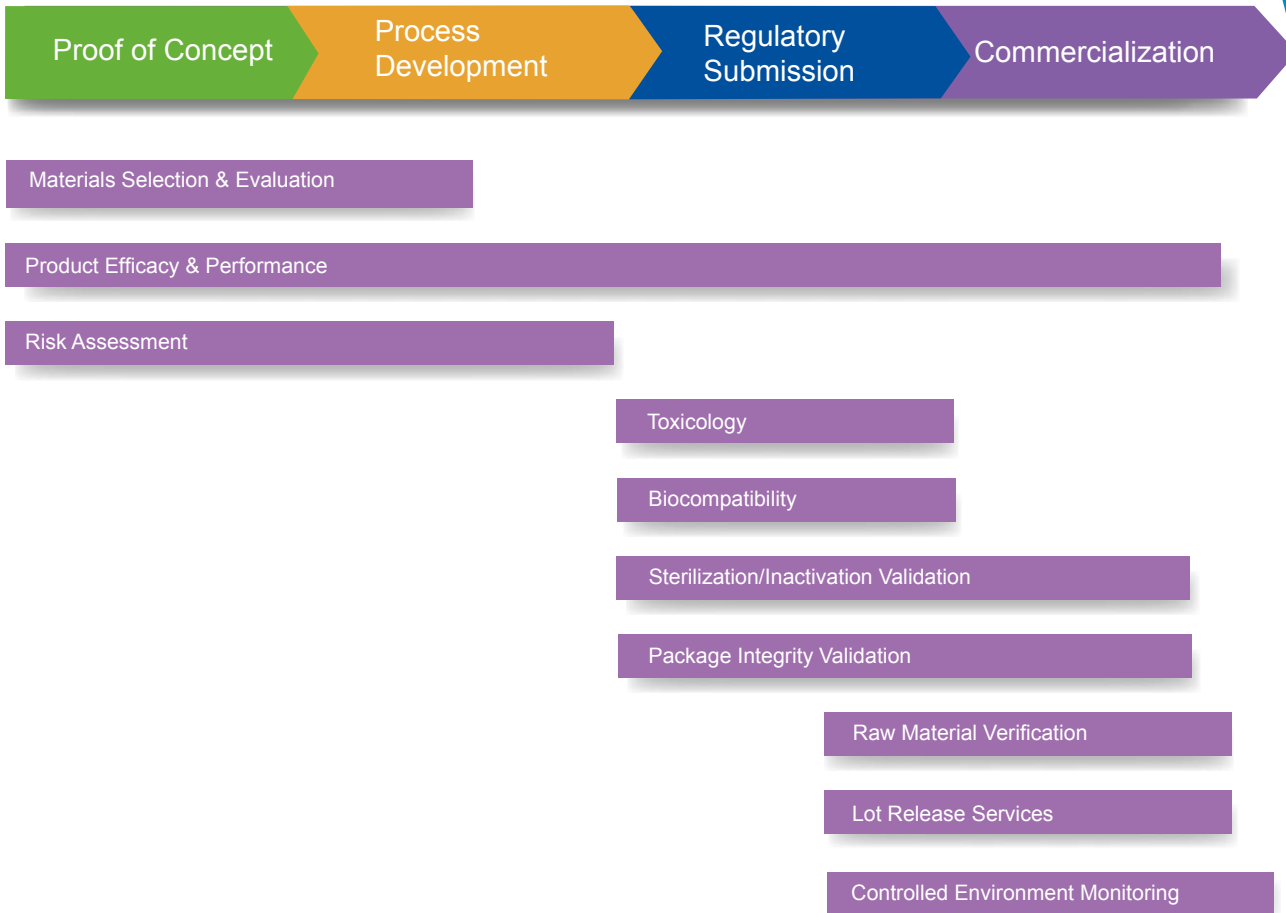 Proof of Concept
Process
Development
Regulatory
Submission
Commercialization
Materials Selection & Evaluation
Product Efficacy & Performance
Risk Assessment
Toxicology
Biocompatibility
Sterilization/Inactivation Validation
Package Integrity Validation
Raw Material Verification
Lot Release Services
Controlled Environment Monitoring